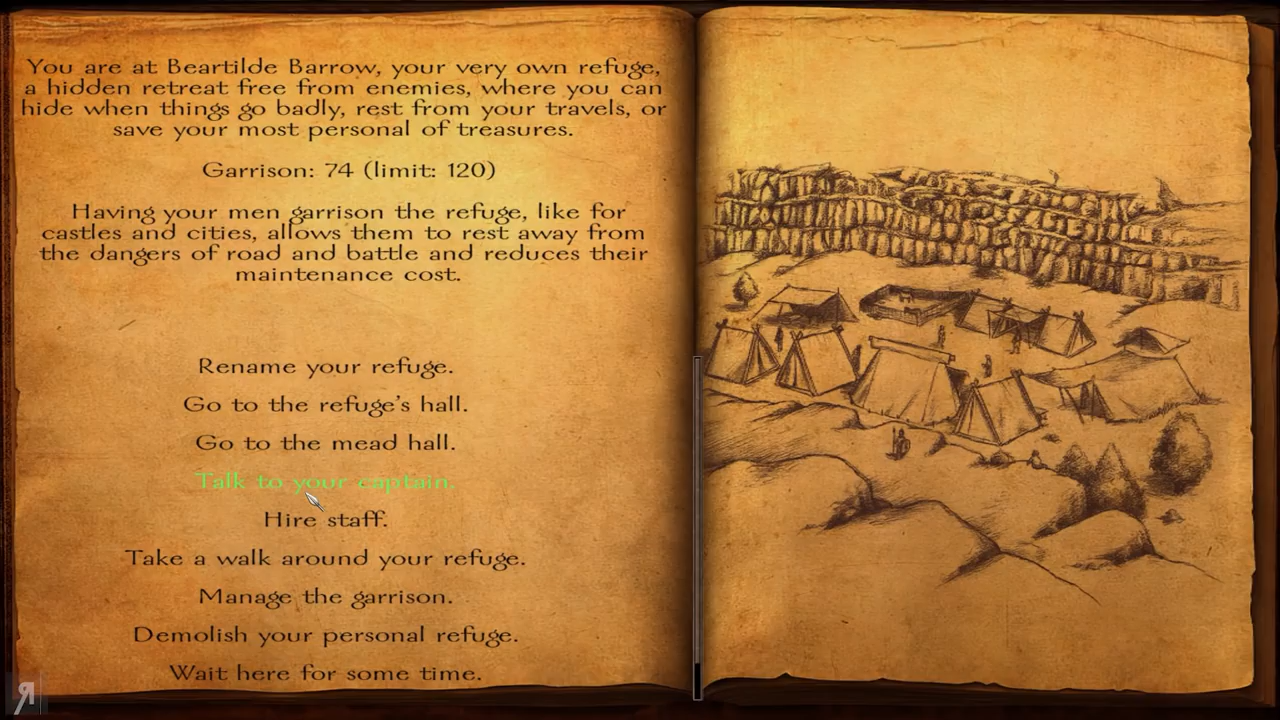 You are at Beartilde Barrow, your very own refuge,
a hidden retreat free from enemies, where you can
hide when things go badly, rest from your travels, or
save your most personal of treasures.
Garrison: 74 (limit: 120)
Having your men garrison the refuge, like for
castles and cities, allows them to rest away from
the dangers of road and battle and reduces their
maintenance cost.
Rename your refuge.
Go to the refuge's hall.
Go to the mead hall.
Talk to your captain.
Hire staff.
Take a walk around your refuge.
Manage the garrison.
Demolish your personal refuge.
Wait here for some time.